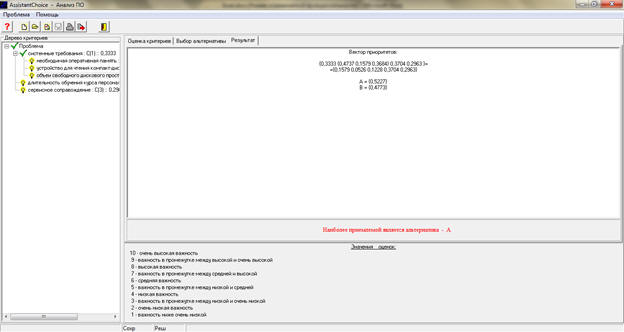 AssistantChoice - Анализ ПО
Проблема Помощь
Дерево критериев
Проблема
системные требования : C(1) : 0,3333
необходимая оперативная память
устройство для чтения компакт-дис
объем свободного дискового прост
длительность обучения курса персона
сервисное сопровождение : C(3) : 0,296
Оценка критериев Выбор альтернативы Результат
Вектор приоритетов:
{0,3333 {0,4737 0,1579 0,3684} 0,3704 0,2963 }=
={0,1579 0,0526 0,1228 0,3704 0,2963}
A = {0,5227}
B = {0,4773}
Наиболее приемлемой является альтернатива - A
Значения оценок:
10 - очень высокая важность
9 - важность в промежутке между высокой и очень высокой
8 - высокая важность
7 - важность в промежутке между средней и высокой
6 - средняя важность
5 - важность в промежутке между низкой и средней
4 - низкая важность
3 - важность в промежутке между низкой и очень низкой
2 - очень низкая важность
1 - важность ниже очень низкой
Сохр Реш